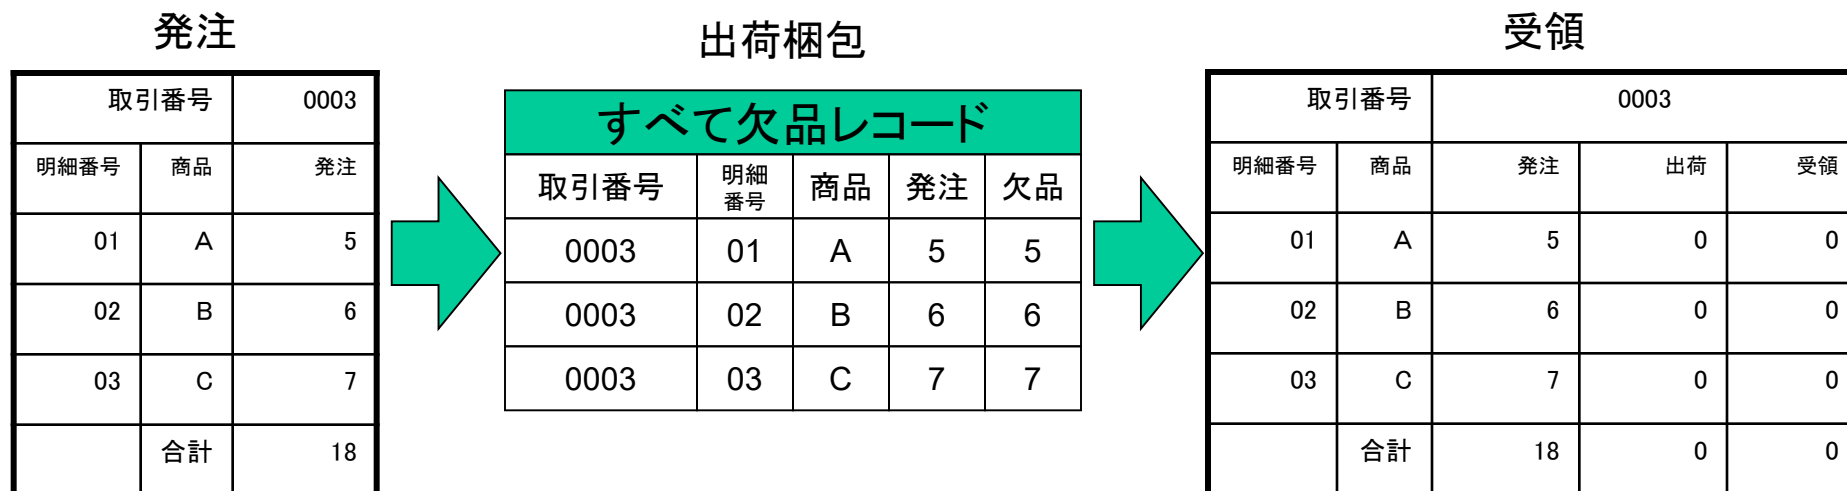 発注
取引番号 0003
明細番号 商品 発注
01 A 5
02 B 6
03 C 7
合計 18
出荷梱包
すべて欠品レコード
取引番号 明細 商品 発注 欠品
番号
0003 01 A 5 5
0003 02 B 6 6
0003 03 C 7 7
受領
取引番号 0003
明細番号 商品 発注 出荷 受領
01 A 5 0 0
02 B 6 0 0
03 C 7 0 0
合計 18 0 0